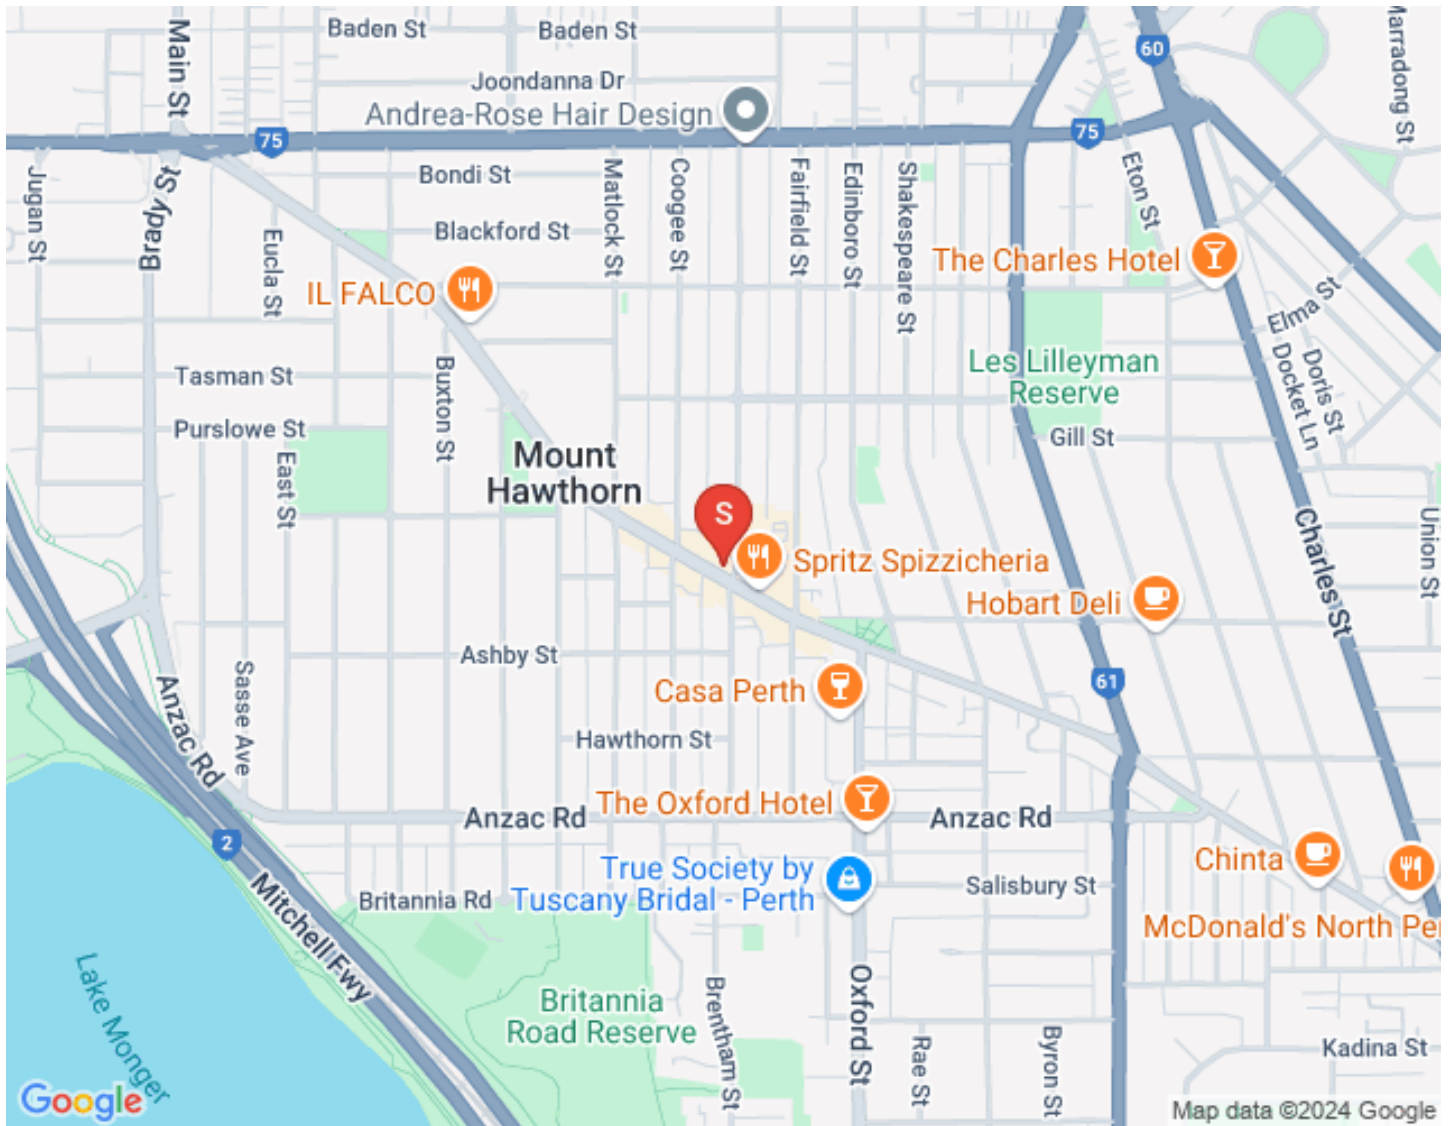 Baden St
Baden St
60
Main St
Marradong St
Joondanna Dr
Andrea-Rose Hair Design
75
75
Bondi St
Matlock St
Coogee St
Fairfield St
Edinboro St
Shakespeare St
Eton St
Jugan St
Brady St
Eucla St
Blackford St
The Charles Hotel
IL FALCO
Elma St
Doris St
Docket Ln
Les Lilleyman
Reserve
Tasman St
Buxton St
Purslowe St
Gill St
East St
Mount
Hawthorn
S
Spritz Spizzicheria
Hobart Deli
Charles St
Union St
Ashby St
Sasse Ave
Anzac Rd
Casa Perth
61
Hawthorn St
The Oxford Hotel
Anzac Rd
Anzac Rd
2
Mitchell Fwy
True Society by
Tuscany Bridal - Perth
Salisbury St
Chinta
Britannia Rd
McDonald's North Per
Lake Monger
Britannia
Road Reserve
Brentham St
Oxford St
Rae St
Byron St
Kadina St
Google
Map data ©2024 Google